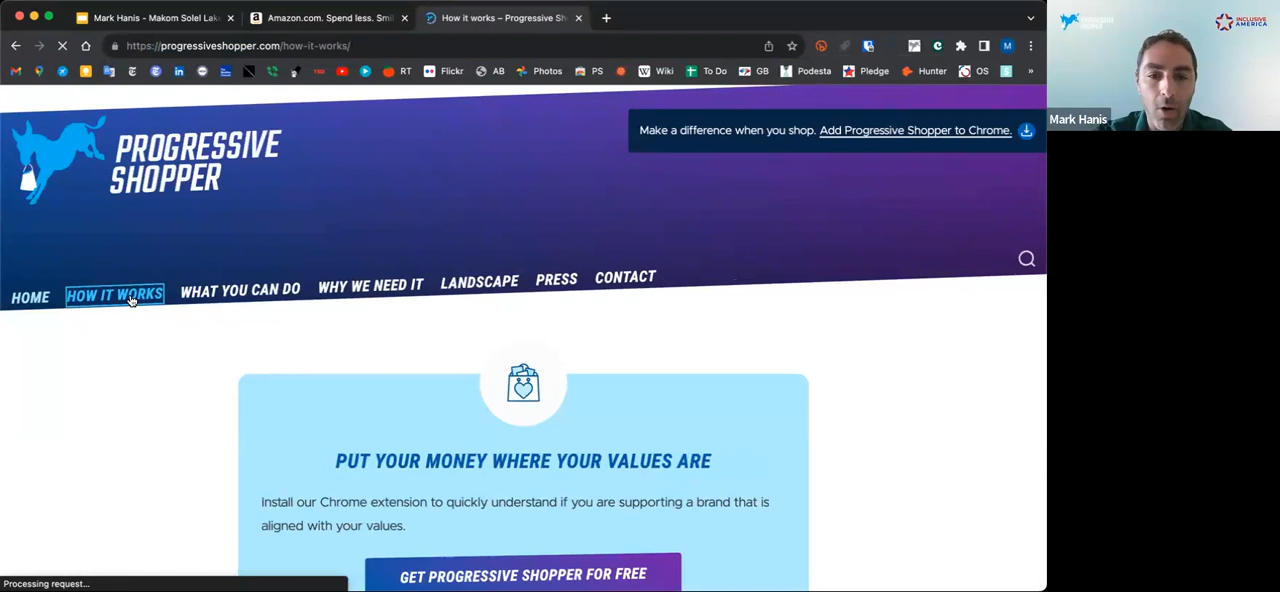 Mark Hanis - Makom Solel Lak
Amazon.com. Spend less. Smi
How it works – Progressive Sh
https://progressiveshopper.com/how-it-works/
RT
Flickr
AB
Photos
PS
Wiki
To Do
GB
Podesta
Pledge
Hunter
OS
»
PROGRESSIVE
SHOPPER
Make a difference when you shop. Add Progressive Shopper to Chrome.
HOME
HOW IT WORKS
WHAT YOU CAN DO
WHY WE NEED IT
LANDSCAPE
PRESS
CONTACT
PUT YOUR MONEY WHERE YOUR VALUES ARE
Install our Chrome extension to quickly understand if you are supporting a brand that is
aligned with your values.
GET PROGRESSIVE SHOPPER FOR FREE
Processing request...
PROGRESSIVE
SHOPPER
INCLUSIVE
AMERICA
Mark Hanis